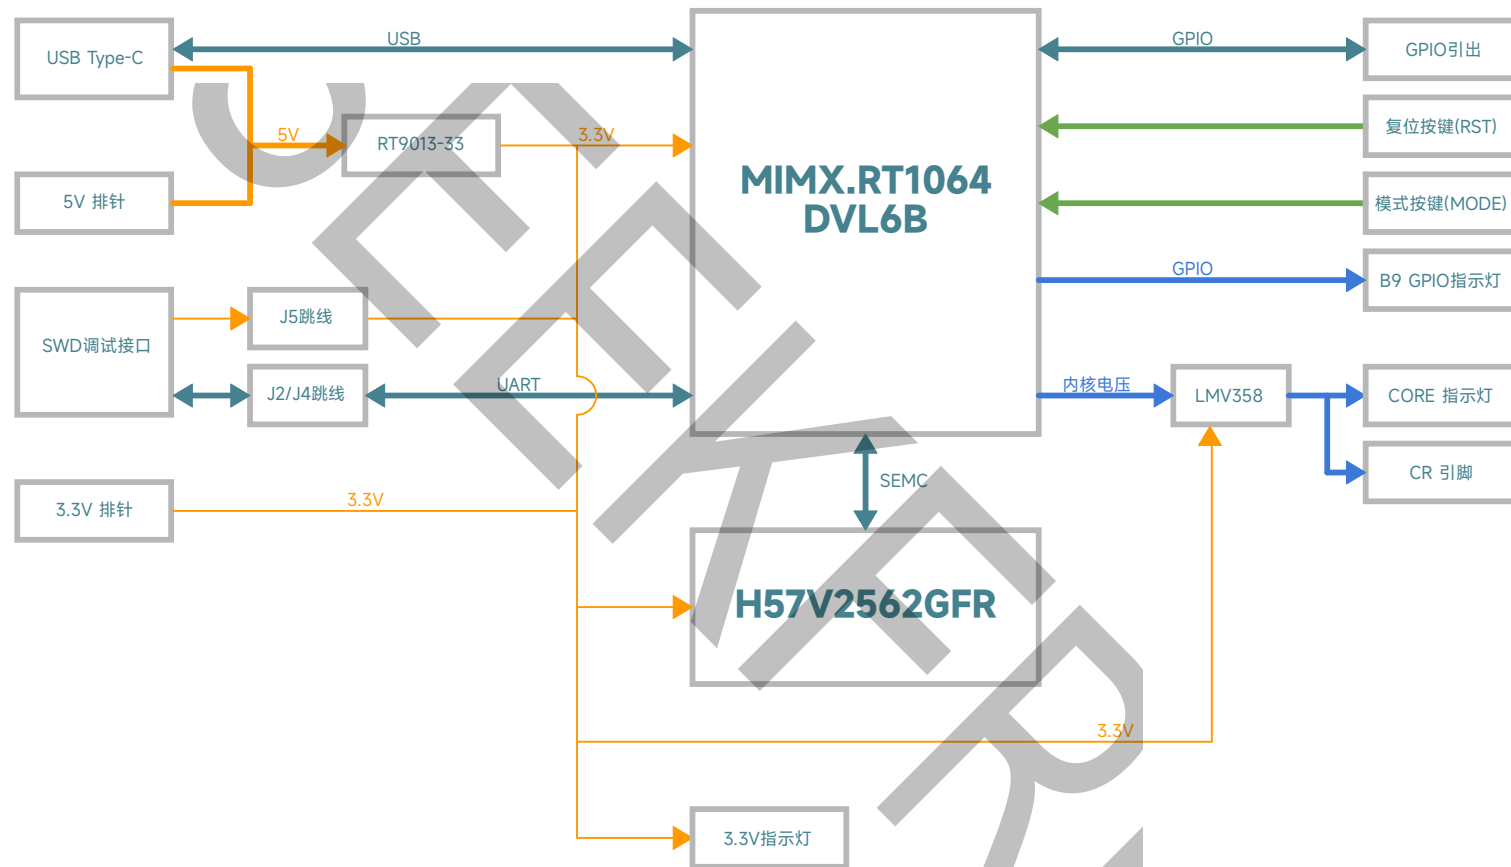 USB Type-C
USB
GPIO
GPIO引出
5V
RT9013-33
3.3V
复位按键(RST)
MIMX.RT1064
DVL6B
5V 排针
模式按键(MODE)
GPIO
B9 GPIO指示灯
SWD调试接口
J5跳线
J2/J4跳线
UART
内核电压
LMV358
CORE 指示灯
CR 引脚
SEMC
3.3V 排针
3.3V
H57V2562GFR
3.3V
3.3V指示灯